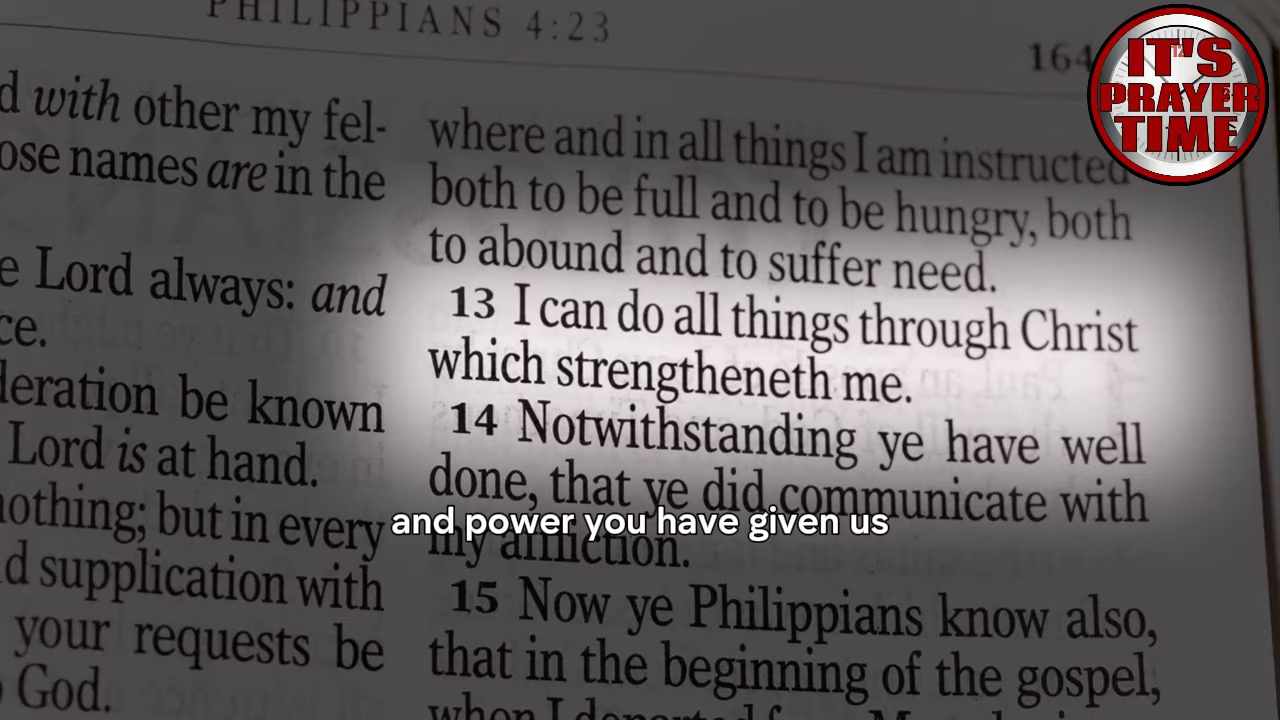 PHILIPPIANS 4:23
164
IT'S
PRAYER
TIME
d with other my fel-
ose names are in the
e Lord always: and
ce.
deration be known
Lord is at hand.
nothing; but in every
d supplication with
your requests be
God.
where and in all things I am instructed
both to be full and to be hungry, both
to abound and to suffer need.
13 I can do all things through Christ
which strengtheneth me.
14 Notwithstanding ye have well
done, that ye did communicate with
my affliction.
15 Now ye Philippians know also,
that in the beginning of the gospel,
when I departed
and power you have given us